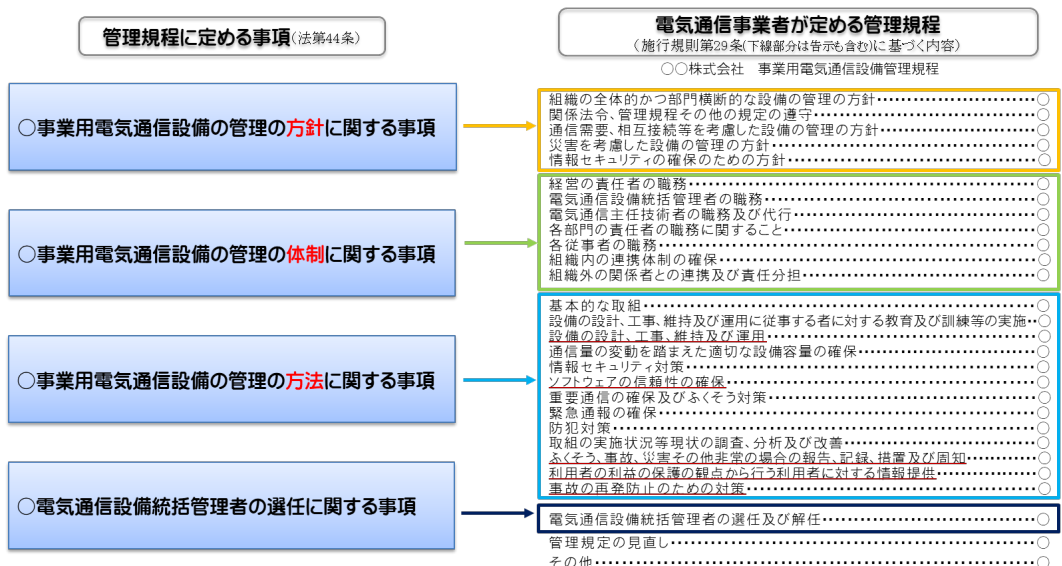 管理規程に定める事項(法第44条)
○事業用電気通信設備の管理の方針に関する事項
○事業用電気通信設備の管理の体制に関する事項
○事業用電気通信設備の管理の方法に関する事項
○電気通信設備統括管理者の選任に関する事項
電気通信事業者が定める管理規程
(施行規則第29条(下線部分は告示も含む)に基づく内容)
○○株式会社 事業用電気通信設備管理規程
組織の全体的かつ部門横断的な設備の管理の方針・・・・・・・・・・・・・・・・・・○
関係法令、管理規程その他の規定の遵守・・・・・・・・・・・・・・・・・・○
通信需要、相互接続等を考慮した設備の管理の方針・・・・・・・・・・・・・・・・・・○
災害を考慮した設備の管理の方針・・・・・・・・・・・・・・・・・・○
情報セキュリティの確保のための方針・・・・・・・・・・・・・・・・・・○
経営の責任者の職務・・・・・・・・・・・・・・・・・・○
電気通信設備統括管理者の職務・・・・・・・・・・・・・・・・・・○
電気通信主任技術者の職務及び代行・・・・・・・・・・・・・・・・・・○
各部門の責任者の職務に関すること・・・・・・・・・・・・・・・・・・○
各従事者の職務・・・・・・・・・・・・・・・・・・○
組織内の連携体制の確保・・・・・・・・・・・・・・・・・・○
組織外の関係者との連携及び責任分担・・・・・・・・・・・・・・・・・・○
基本的な取組・・・・・・・・・・・・・・・・・・○
設備の設計、工事、維持及び運用に従事する者に対する教育及び訓練等の実施・・○
設備の設計、工事、維持及び運用・・・・・・・・・・・・・・・・・・○
通信量の変動を踏まえた適切な設備容量の確保・・・・・・・・・・・・・・・・・・○
情報セキュリティ対策・・・・・・・・・・・・・・・・・・○
ソフトウェアの信頼性の確保・・・・・・・・・・・・・・・・・・○
重要通信の確保及びふくそう対策・・・・・・・・・・・・・・・・・・○
緊急通報の確保・・・・・・・・・・・・・・・・・・○
防犯対策・・・・・・・・・・・・・・・・・・○
取組の実施状況等現状の調査、分析及び改善・・・・・・・・・・・・・・・・・・○
ふくそう、事故、災害その他非常の場合の報告、記録、措置及び周知・・・・・・・・○
利用者の利益の保護の観点から行う利用者に対する情報提供・・・・・・・・・・・・○
事故の再発防止のための対策・・・・・・・・・・・・・・・・・・○
電気通信設備統括管理者の選任及び解任・・・・・・・・・・・・・・・・・・○
管理規定の見直し・・・・・・・・・・・・・・・・・・○
その他・・・・・・・・・・・・・・・・・・○